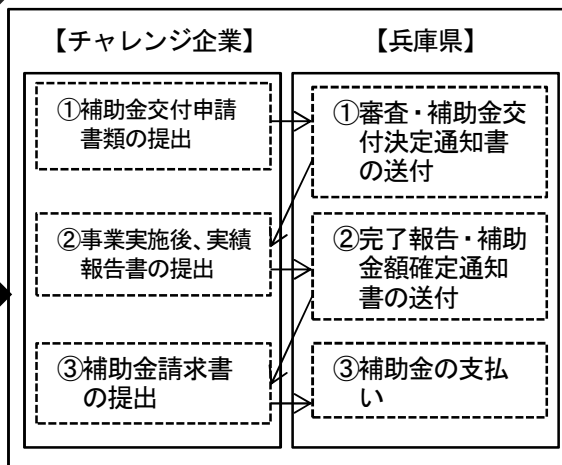 【チャレンジ企業】
①補助金交付申請
書類の提出
②事業実施後、実績
報告書の提出
③補助金請求書
の提出
【兵庫県】
①審査・補助金交
付決定通知書
の送付
②完了報告・補助
金額確定通知
書の送付
③補助金の支払
い